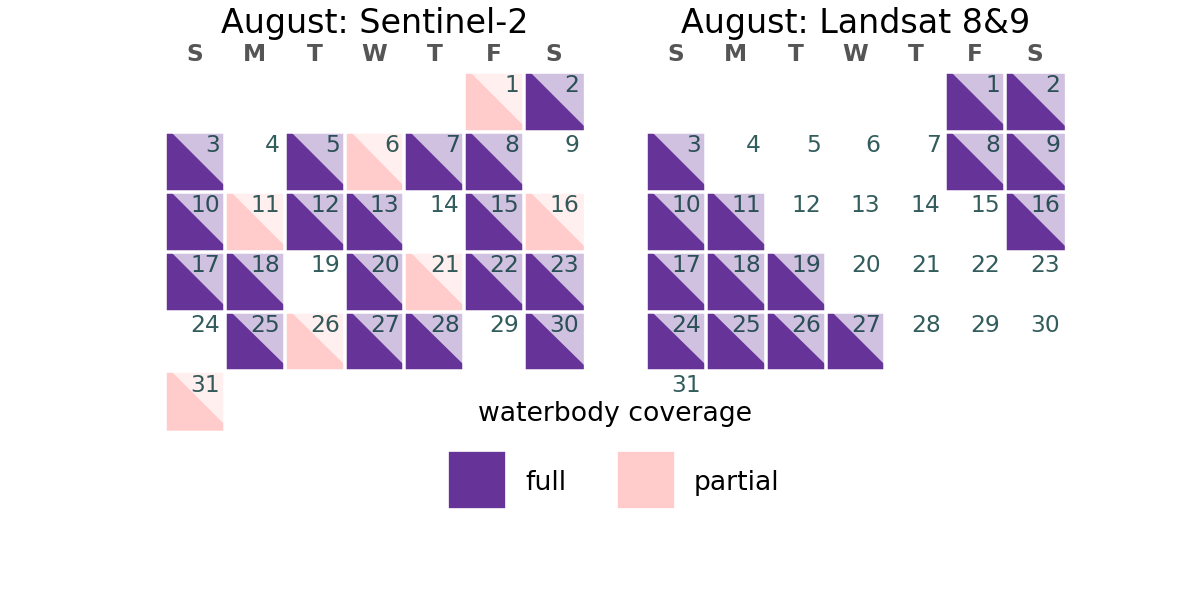 August: Sentinel-2
S M T W T F S
1 2
3 4 5 6 7 8 9
10 11 12 13 14 15 16
17 18 19 20 21 22 23
24 25 26 27 28 29 30
31
August: Landsat 8&9
S M T W T F S
1 2
3 4 5 6 7 8 9
10 11 12 13 14 15 16
17 18 19 20 21 22 23
24 25 26 27 28 29 30
31
waterbody coverage
full partial